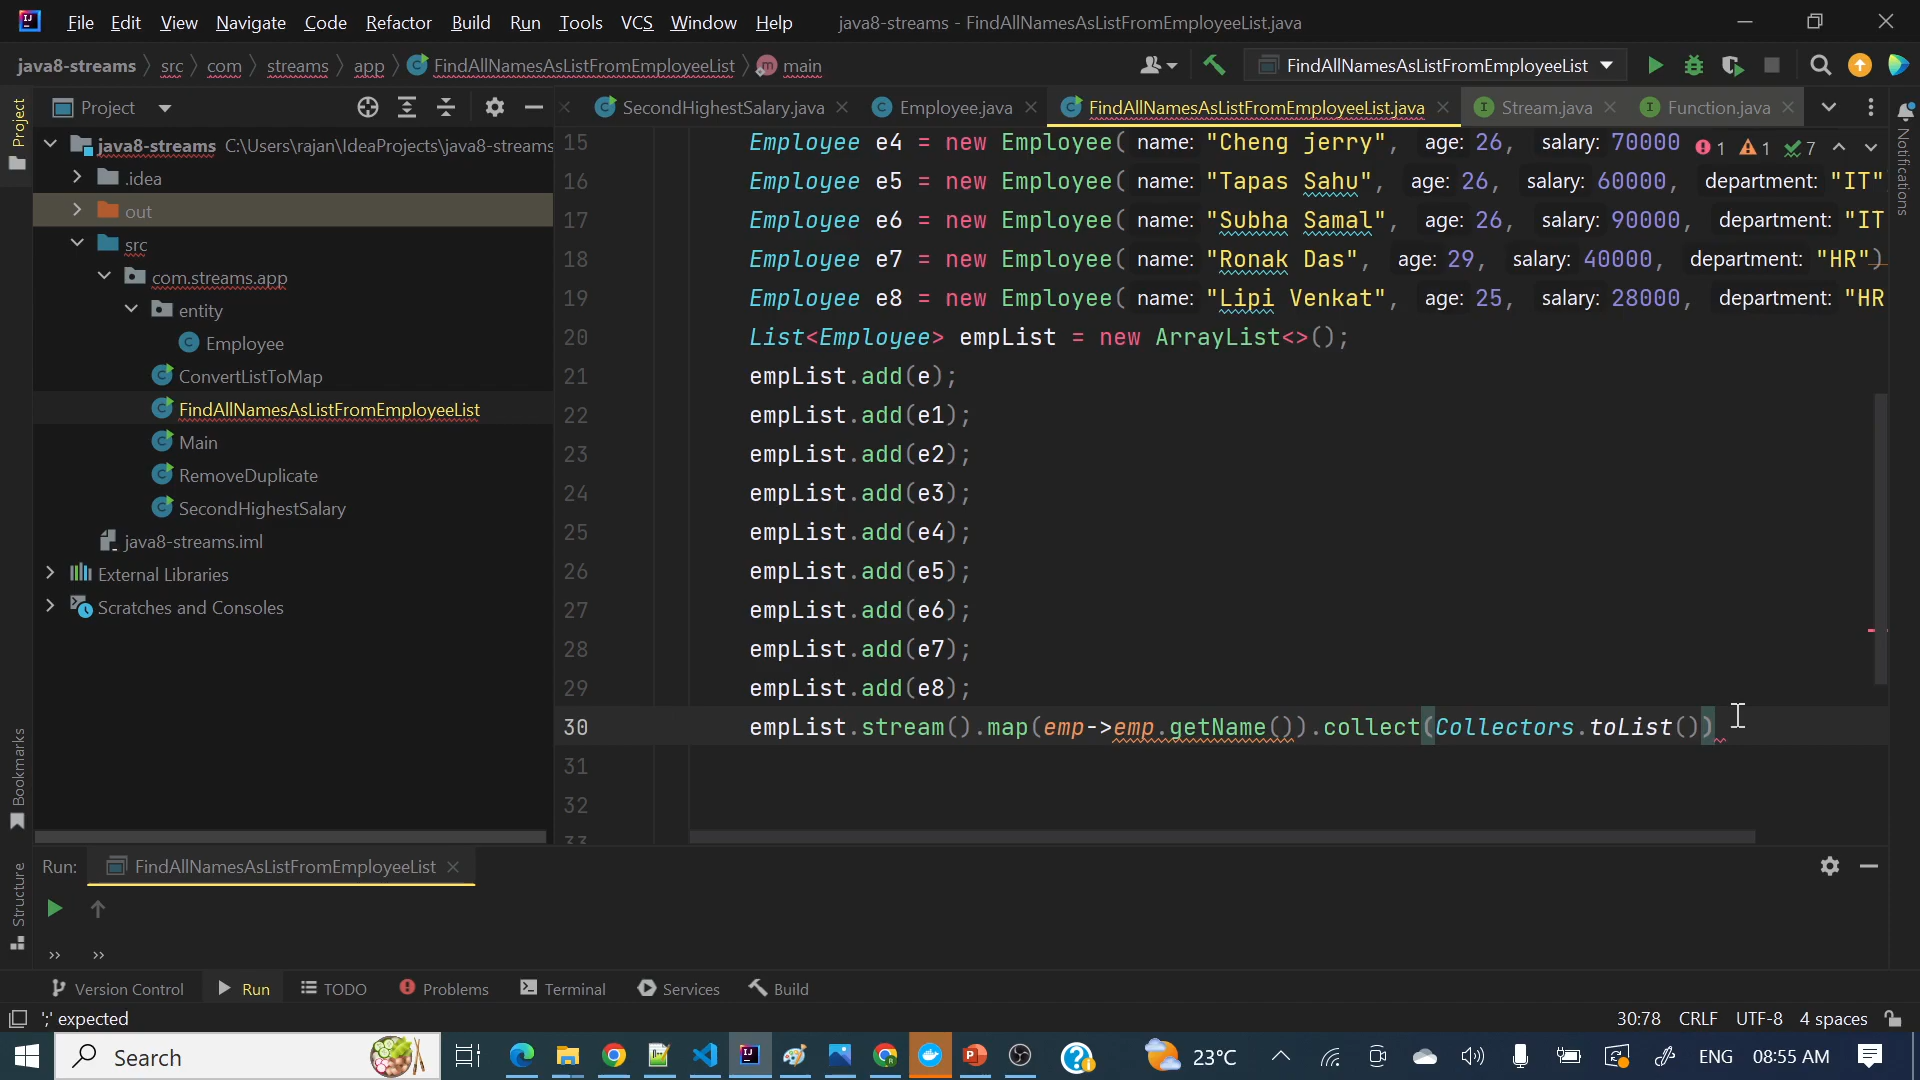 File Edit View Navigate Code Refactor Build Run Tools VCS Window Help java8-streams - FindAllNamesAsListFromEmployeeList.java
java8-streams src com streams app FindAllNamesAsListFromEmployeeList main FindAllNamesAsListFromEmployeeList
Project SecondHighestSalary.java Employee.java FindAllNamesAsListFromEmployeeList.java Stream.java Function.java
Project
Notifications
java8-streams C:\Users\rajan\IdeaProjects\java8-streams
.idea
out
src
com.streams.app
entity
Employee
ConvertListToMap
FindAllNamesAsListFromEmployeeList
Main
RemoveDuplicate
SecondHighestSalary
java8-streams.iml
External Libraries
Scratches and Consoles
15 Employee e4 = new Employee( name: "Cheng jerry", age: 26, salary: 70000 1 1 7
16 Employee e5 = new Employee( name: "Tapas Sahu", age: 26, salary: 60000, department: "IT"
17 Employee e6 = new Employee( name: "Subha Samal", age: 26, salary: 90000, department: "IT
18 Employee e7 = new Employee( name: "Ronak Das", age: 29, salary: 40000, department: "HR")
19 Employee e8 = new Employee( name: "Lipi Venkat", age: 25, salary: 28000, department: "HR
20 List<Employee> empList = new ArrayList<>();
21 empList.add(e);
22 empList.add(e1);
23 empList.add(e2);
24 empList.add(e3);
25 empList.add(e4);
26 empList.add(e5);
27 empList.add(e6);
28 empList.add(e7);
29 empList.add(e8);
30 empList.stream().map(emp->emp.getName()).collect(Collectors.toList())
31
32
33
Bookmarks
Structure
Run: FindAllNamesAsListFromEmployeeList
Version Control Run TODO Problems Terminal Services Build
';' expected 30:78 CRLF UTF-8 4 spaces
Search 23°C ENG 08:55 AM